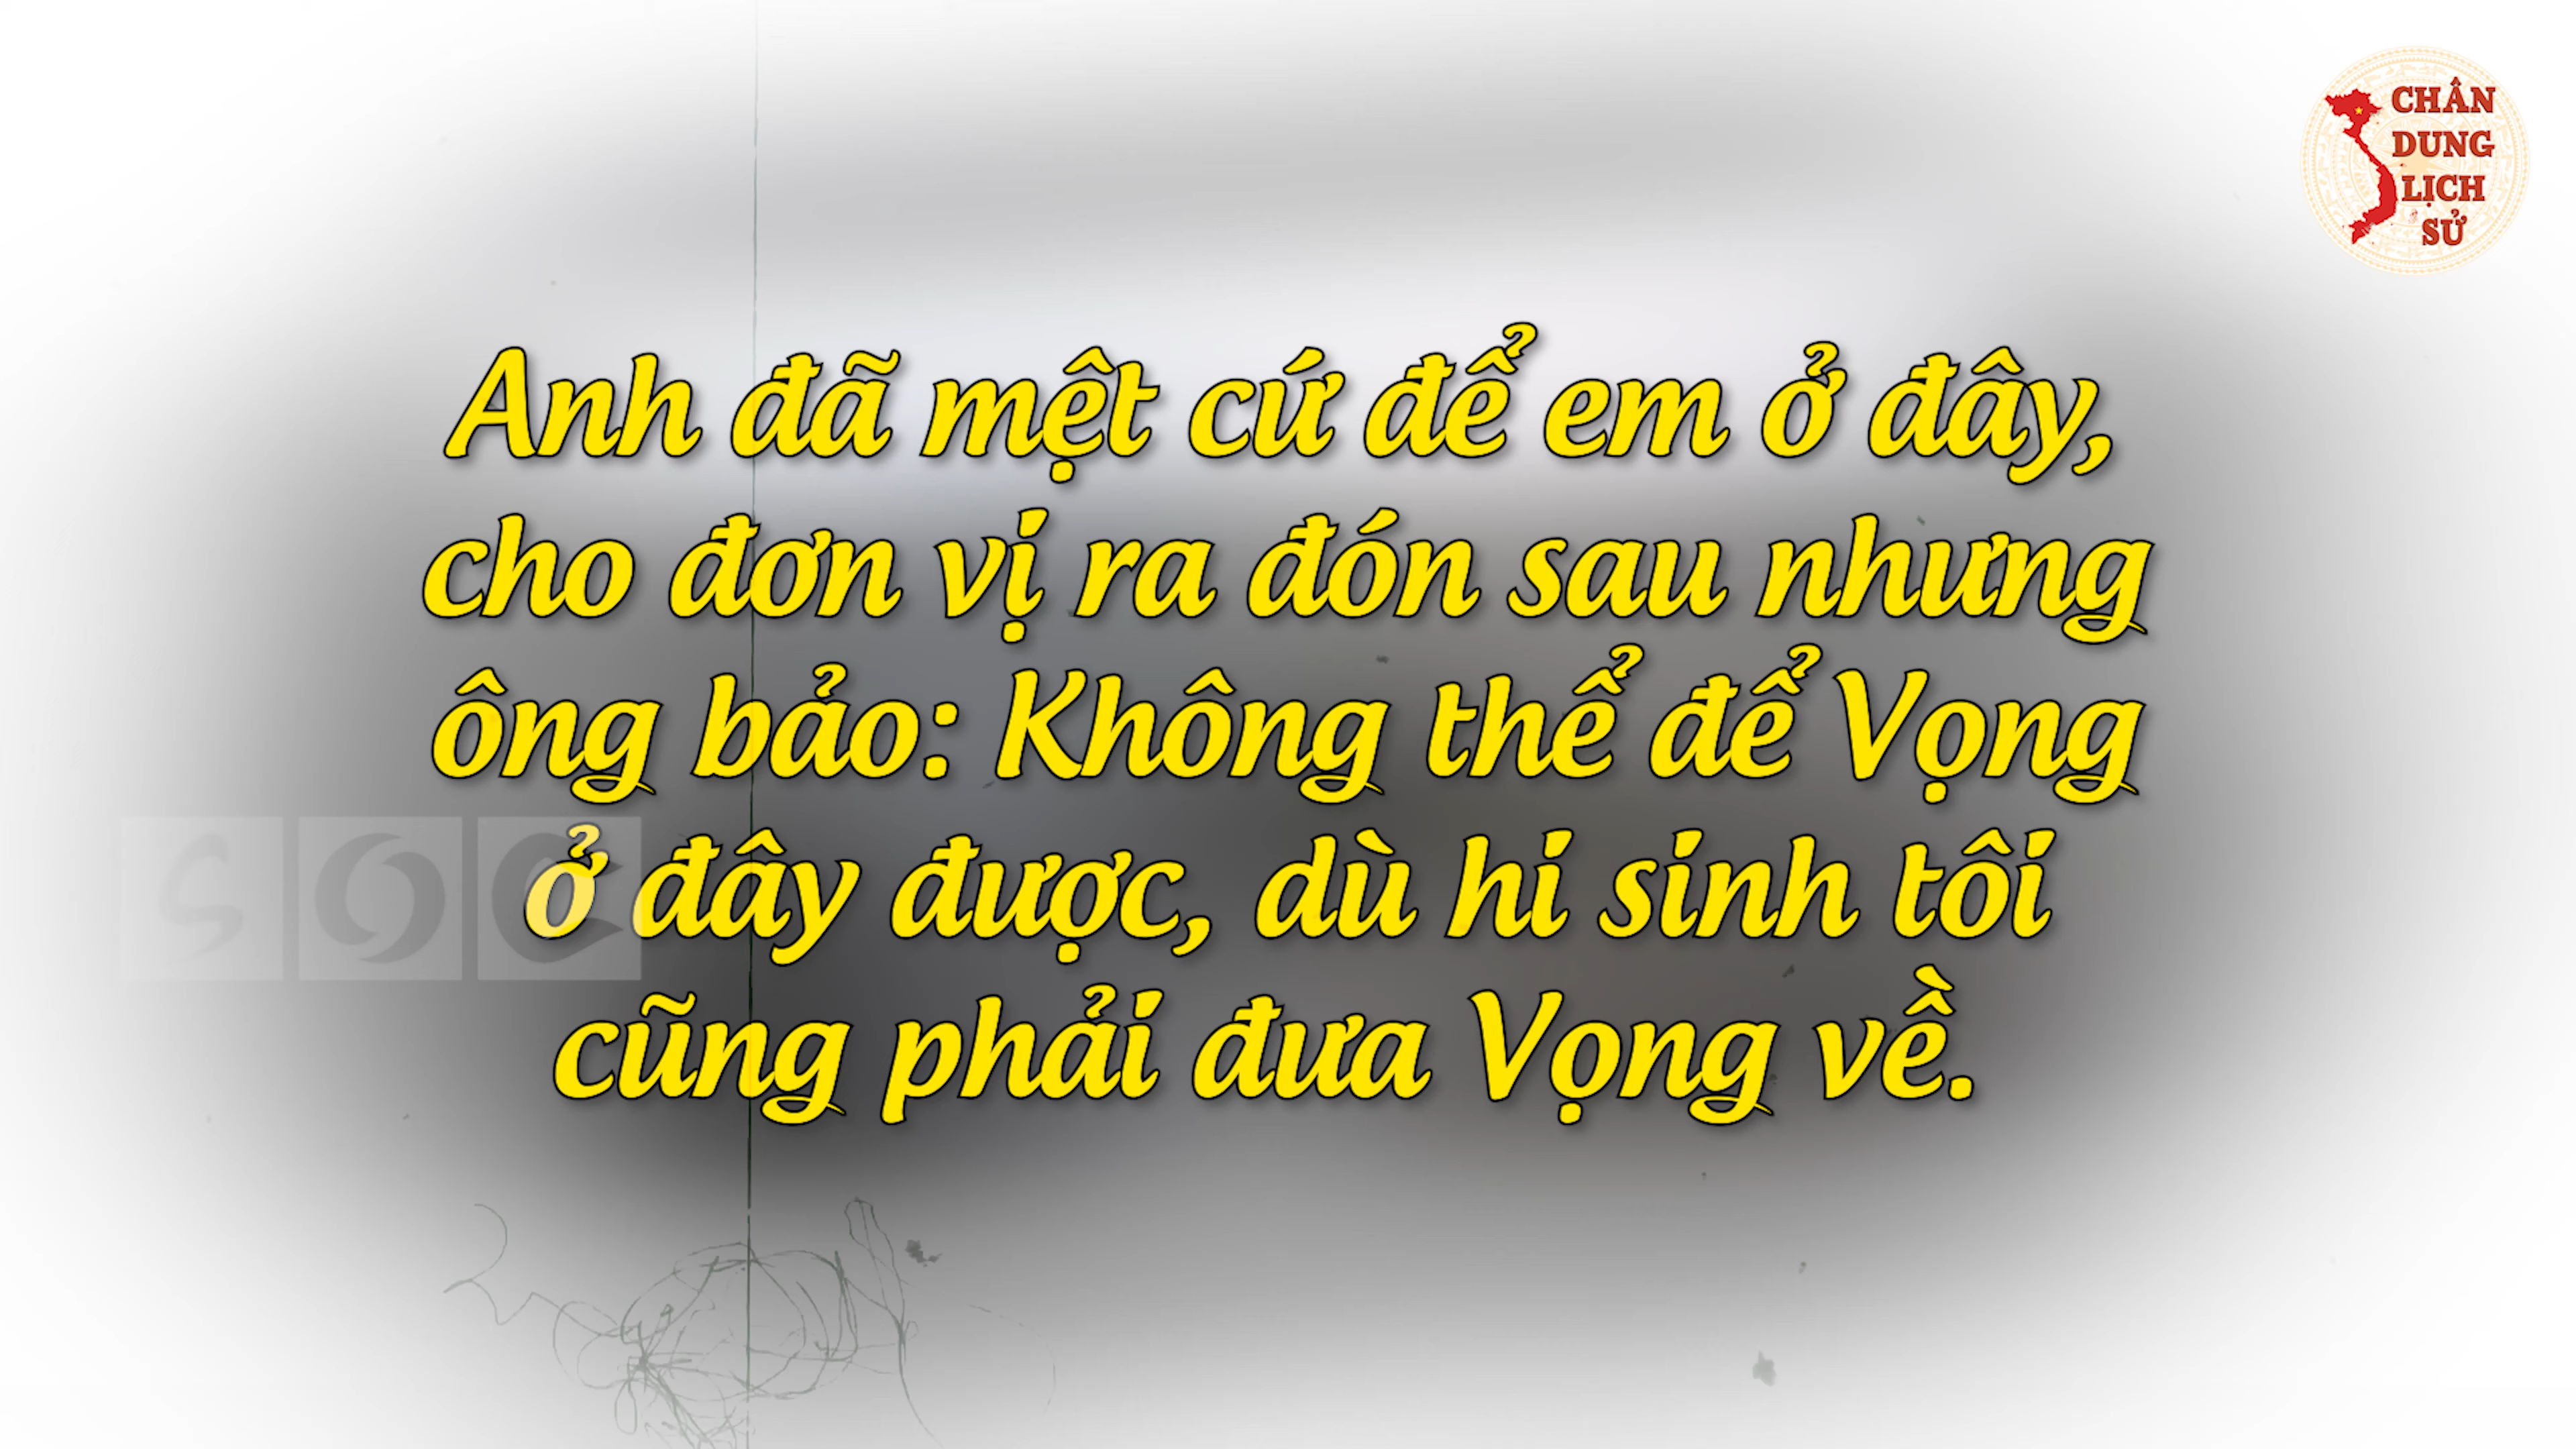 CHÂN
DUNG
LỊCH
SỬ
Anh đã mệt cứ để em ở đây,
cho đơn vị ra đón sau nhưng
ông bảo: Không thể để Vọng
ở đây được, dù hi sinh tôi
cũng phải đưa Vọng về.